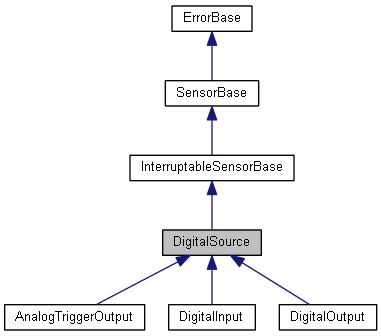 ErrorBase
SensorBase
InterruptableSensorBase
DigitalSource
AnalogTriggerOutput
DigitalInput
DigitalOutput